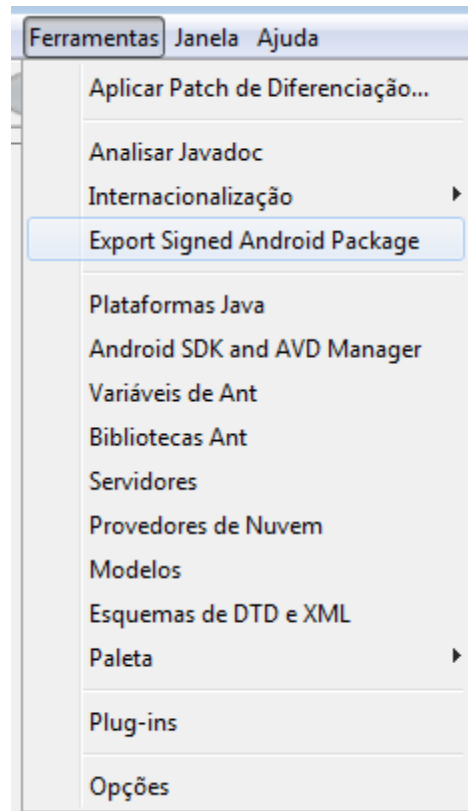 Ferramentas Janela Ajuda
Aplicar Patch de Diferenciação...
Analisar Javadoc
Internacionalização
Export Signed Android Package
Plataformas Java
Android SDK and AVD Manager
Variáveis de Ant
Bibliotecas Ant
Servidores
Provedores de Nuvem
Modelos
Esquemas de DTD e XML
Paleta
Plug-ins
Opções